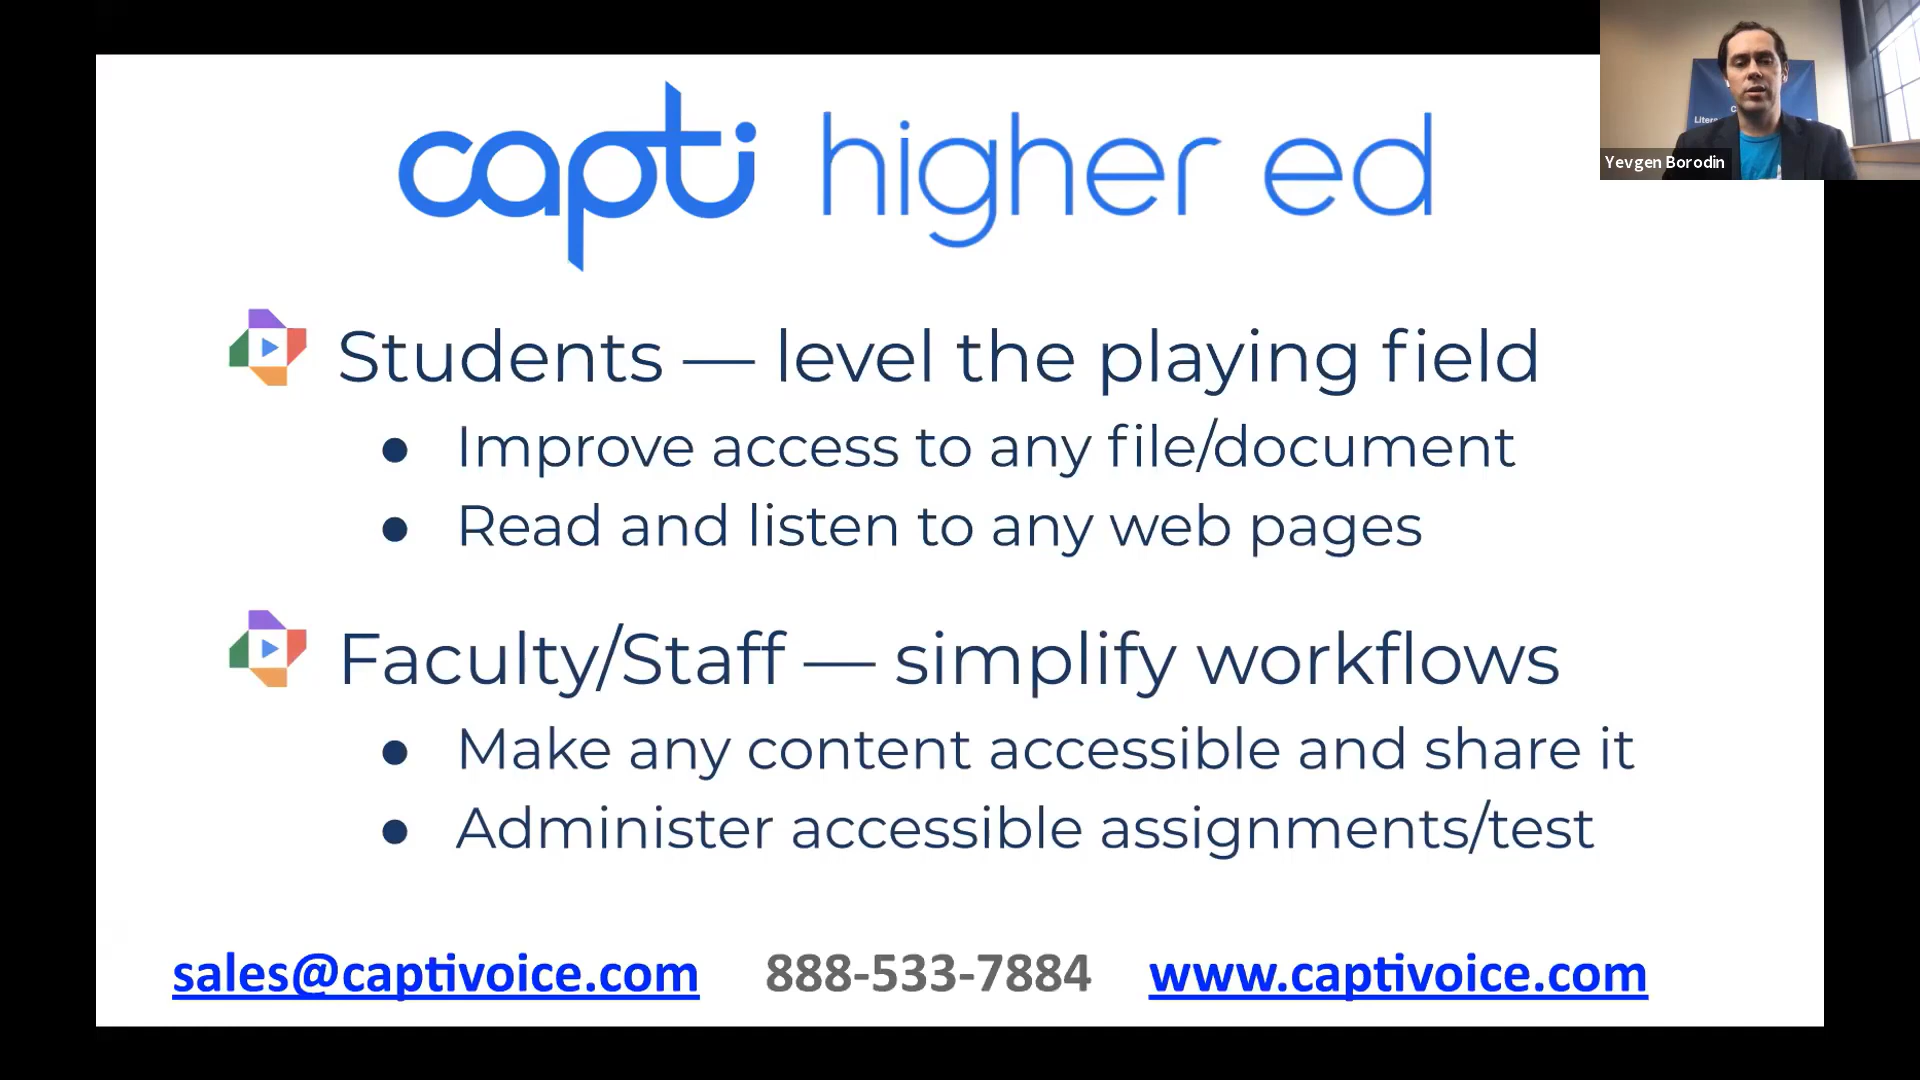 capti higher ed
Students — level the playing field
● Improve access to any file/document
● Read and listen to any web pages
Faculty/Staff — simplify workflows
● Make any content accessible and share it
● Administer accessible assignments/test
sales@captivoice.com 888-533-7884 www.captivoice.com
Yevgen Borodin